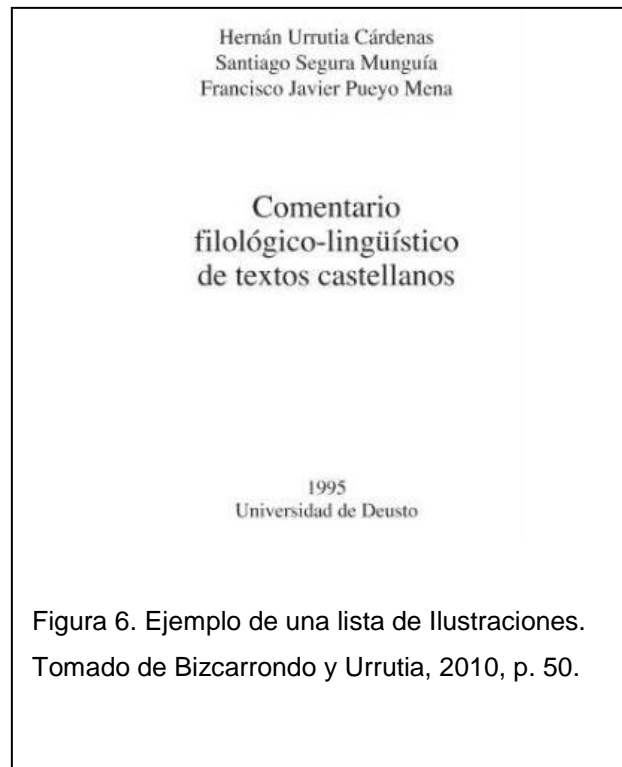 Hernán Urrutia Cárdenas
Santiago Segura Munguía
Francisco Javier Pueyo Mena
Comentario
filológico-lingüístico
de textos castellanos
1995
Universidad de Deusto
Figura 6. Ejemplo de una lista de Ilustraciones.
Tomado de Bizcarrondo y Urrutia, 2010, p. 50.